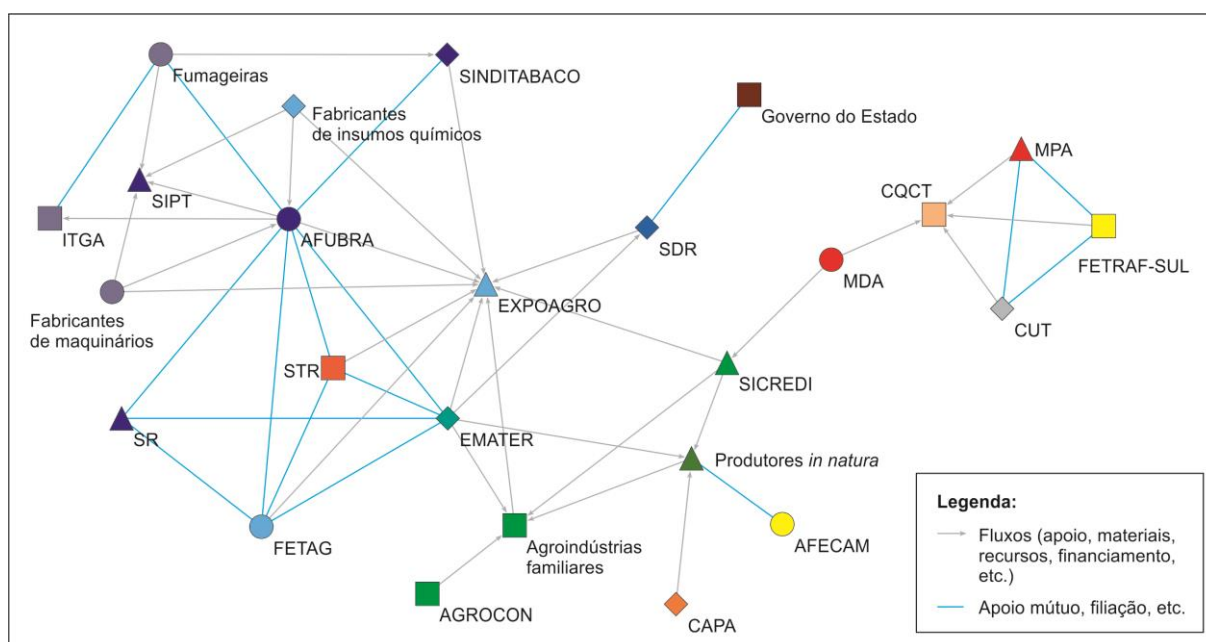 Fumageiras
SINDITABACO
Fabricantes
de insumos químicos
Governo do Estado
MPA
SIPT
CQCT
ITGA
AFUBRA
SDR
FETRAF-SUL
MDA
EXPOAGRO
Fabricantes
de maquinários
CUT
STR
SICREDI
SR
EMATER
Produtores in natura
FETAG
Agroindústrias
familiares
AFECAM
AGROCON
CAPA
Legenda:
Fluxos (apoio, materiais,
recursos, financiamento,
etc.)
Apoio mútuo, filiação, etc.